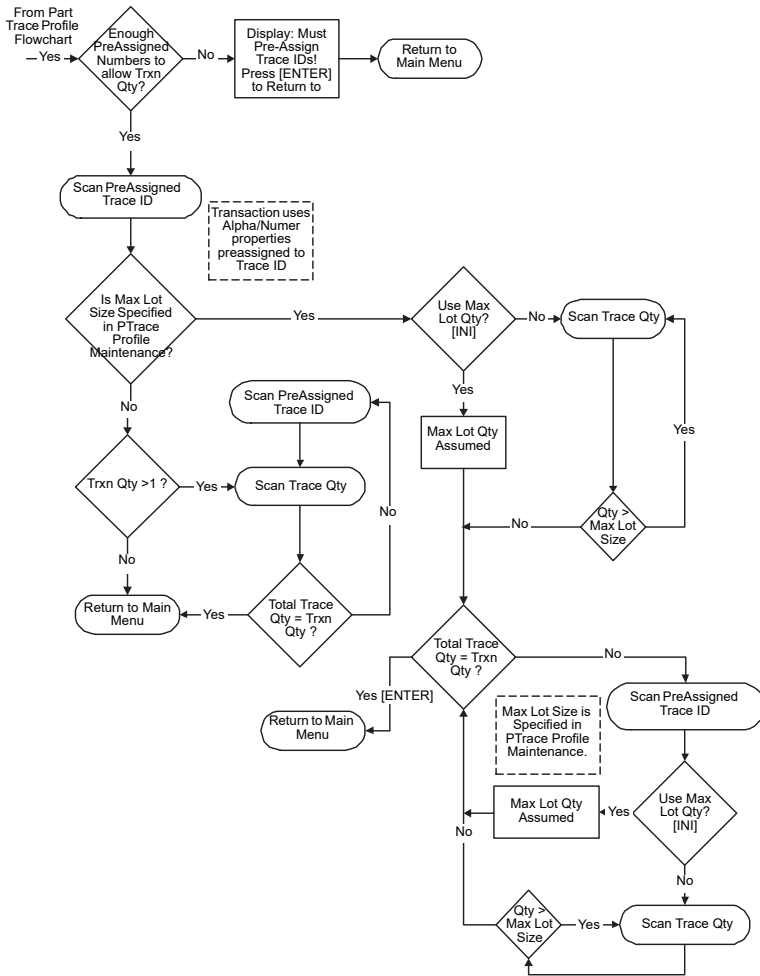 From Part
Trace Profile
Flowchart
Yes
Enough
PreAssigned
Numbers to
allow Trxn
Qty?
No
Display: Must
Pre-Assign
Trace IDs!
Press [ENTER]
to Return to
Return to
Main Menu
Yes
Scan PreAssigned
Trace ID
Transaction uses
Alpha/Numer
properties
preassigned to
Trace ID
Is Max Lot
Size Specified
in PTrace
Profile
Maintenance?
Yes
Use Max
Lot Qty?
[INI]
No
Scan Trace Qty
Yes
No
Yes
Max Lot Qty
Assumed
Scan PreAssigned
Trace ID
Trxn Qty >1 ?
Yes
Scan Trace Qty
No
Qty >
Max Lot
Size
No
No
Return to Main
Menu
Yes
Total Trace
Qty = Trxn
Qty ?
Total Trace
Qty = Trxn
Qty ?
No
Yes [ENTER]
Return to Main
Menu
Max Lot Size is
Specified in
PTrace Profile
Maintenance.
Scan PreAssigned
Trace ID
Max Lot Qty
Assumed
Yes
Use Max
Lot Qty?
[INI]
No
No
Qty >
Max Lot
Size
Yes
Scan Trace Qty